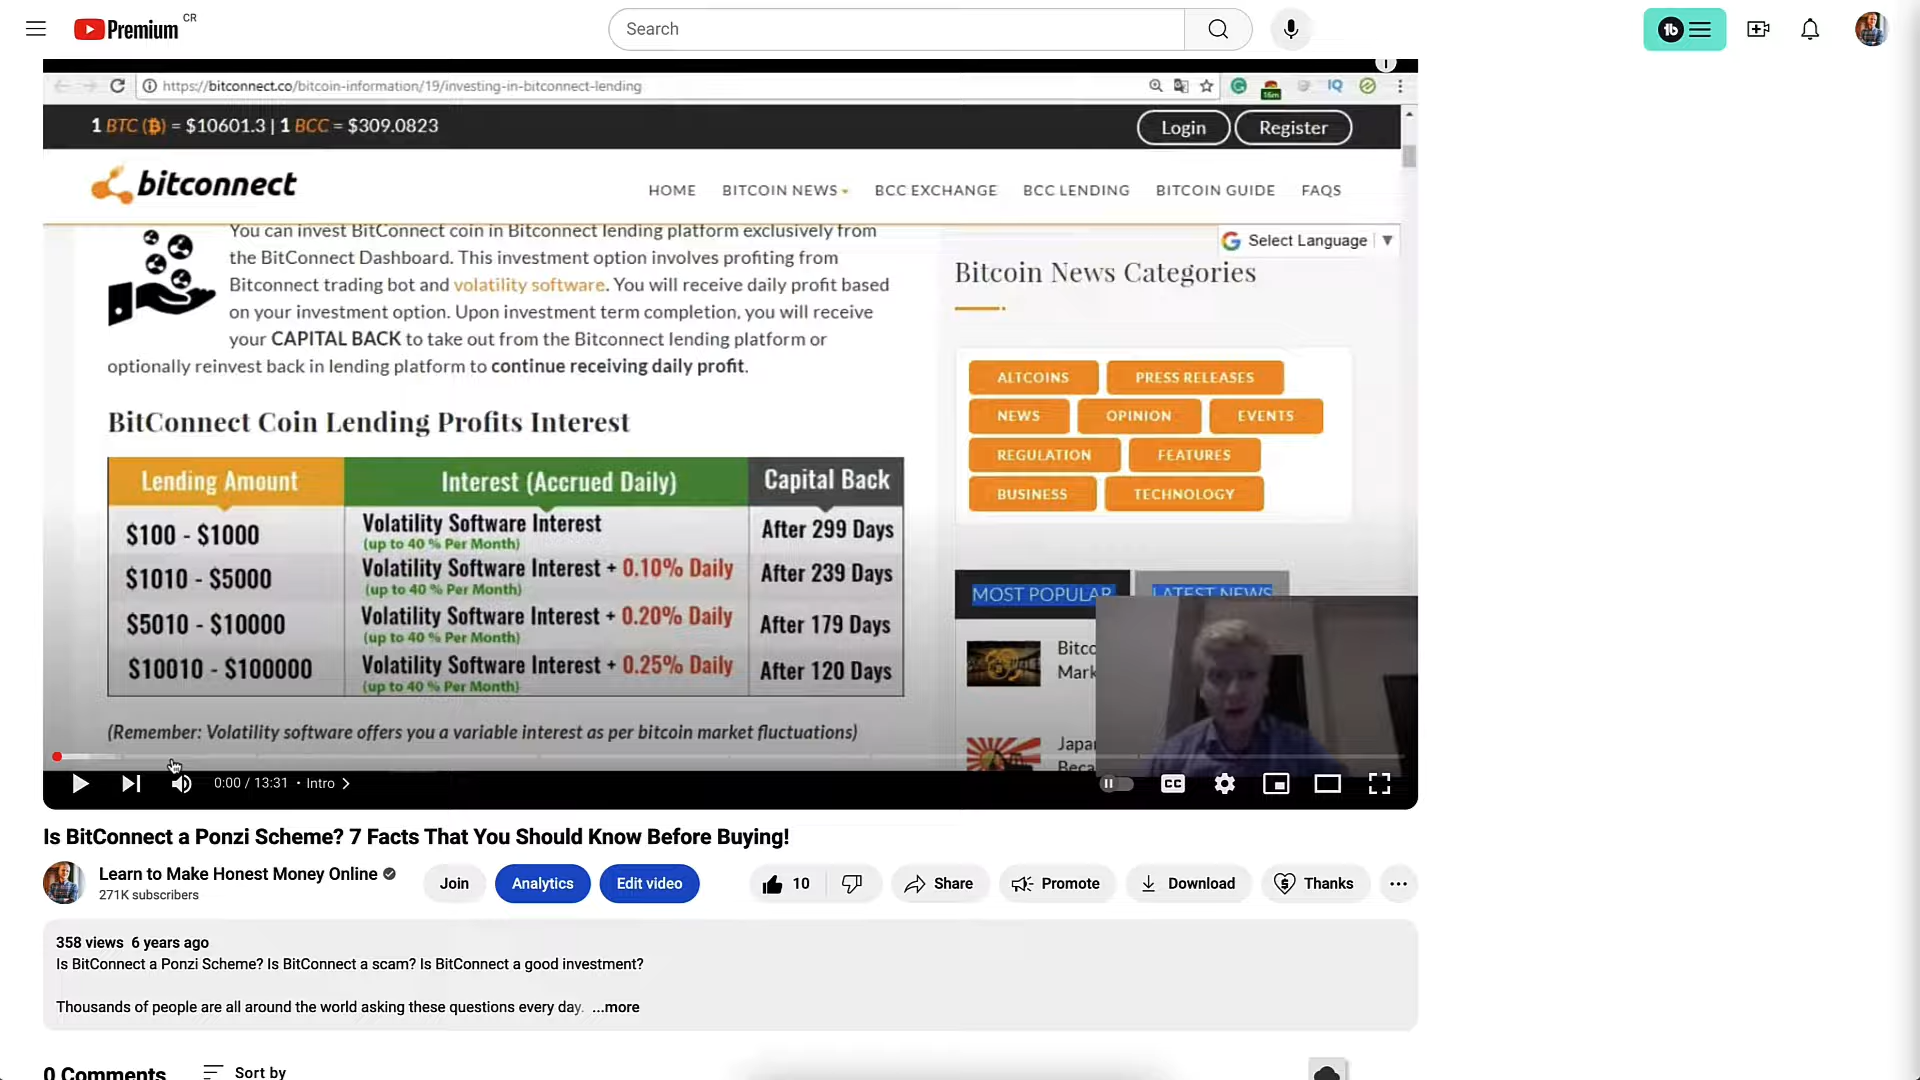 Premium CR
Search
https://bitconnect.co/bitcoin-information/19/investing-in-bitconnect-lending
IQ
16m
1 BTC (₿) = $10601.3 | 1 BCC = $309.0823
Login
Register
bitconnect
HOME
BITCOIN NEWS
BCC EXCHANGE
BCC LENDING
BITCOIN GUIDE
FAQS
You can invest BitConnect coin in Bitconnect lending platform exclusively from
the BitConnect Dashboard. This investment option involves profiting from
Bitconnect trading bot and volatility software. You will receive daily profit based
on your investment option. Upon investment term completion, you will receive
your CAPITAL BACK to take out from the Bitconnect lending platform or
optionally reinvest back in lending platform to continue receiving daily profit.
BitConnect Coin Lending Profits Interest
Lending Amount
Interest (Accrued Daily)
Capital Back
$100 - $1000
Volatility Software Interest
(up to 40 % Per Month)
After 299 Days
$1010 - $5000
Volatility Software Interest + 0.10% Daily
(up to 40 % Per Month)
After 239 Days
$5010 - $10000
Volatility Software Interest + 0.20% Daily
(up to 40 % Per Month)
After 179 Days
$10010 - $100000
Volatility Software Interest + 0.25% Daily
(up to 40 % Per Month)
After 120 Days
(Remember: Volatility software offers you a variable interest as per bitcoin market fluctuations)
Select Language
Bitcoin News Categories
ALTCOINS
PRESS RELEASES
NEWS
OPINION
EVENTS
REGULATION
FEATURES
BUSINESS
TECHNOLOGY
MOST POPULAR
LATEST NEWS
Bitco
Mark
Japa
Beca
0:00 / 13:31 • Intro
CC
Is BitConnect a Ponzi Scheme? 7 Facts That You Should Know Before Buying!
Learn to Make Honest Money Online
271K subscribers
Join
Analytics
Edit video
10
Share
Promote
Download
Thanks
358 views 6 years ago
Is BitConnect a Ponzi Scheme? Is BitConnect a scam? Is BitConnect a good investment?
Thousands of people are all around the world asking these questions every day. ...more
0 Comments
Sort by